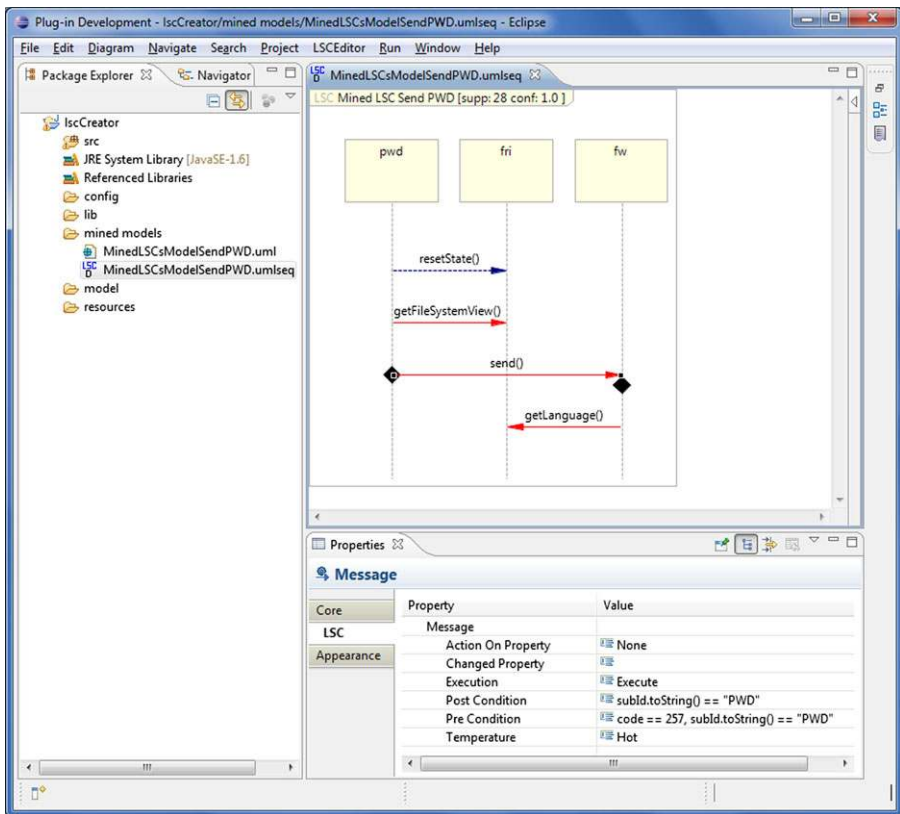 Plug-in Development - lscCreator/mined models/MinedLSCsModelSendPWD.umlseq - Eclipse
File Edit Diagram Navigate Search Project LSCEditor Run Window Help
Package Explorer Navigator
lscCreator
src
JRE System Library [JavaSE-1.6]
Referenced Libraries
config
lib
mined models
MinedLSCsModelSendPWD.uml
MinedLSCsModelSendPWD.umlseq
model
resources
MinedLSCsModelSendPWD.umlseq
LSC Mined LSC Send PWD [supp: 28 conf: 1.0 ]
pwd fri fw
resetState()
getFileSystemView()
send()
getLanguage()
Properties
Message
Core
LSC
Appearance
Property Value
Message
Action On Property None
Changed Property
Execution Execute
Post Condition subId.toString() == "PWD"
Pre Condition code == 257, subId.toString() == "PWD"
Temperature Hot